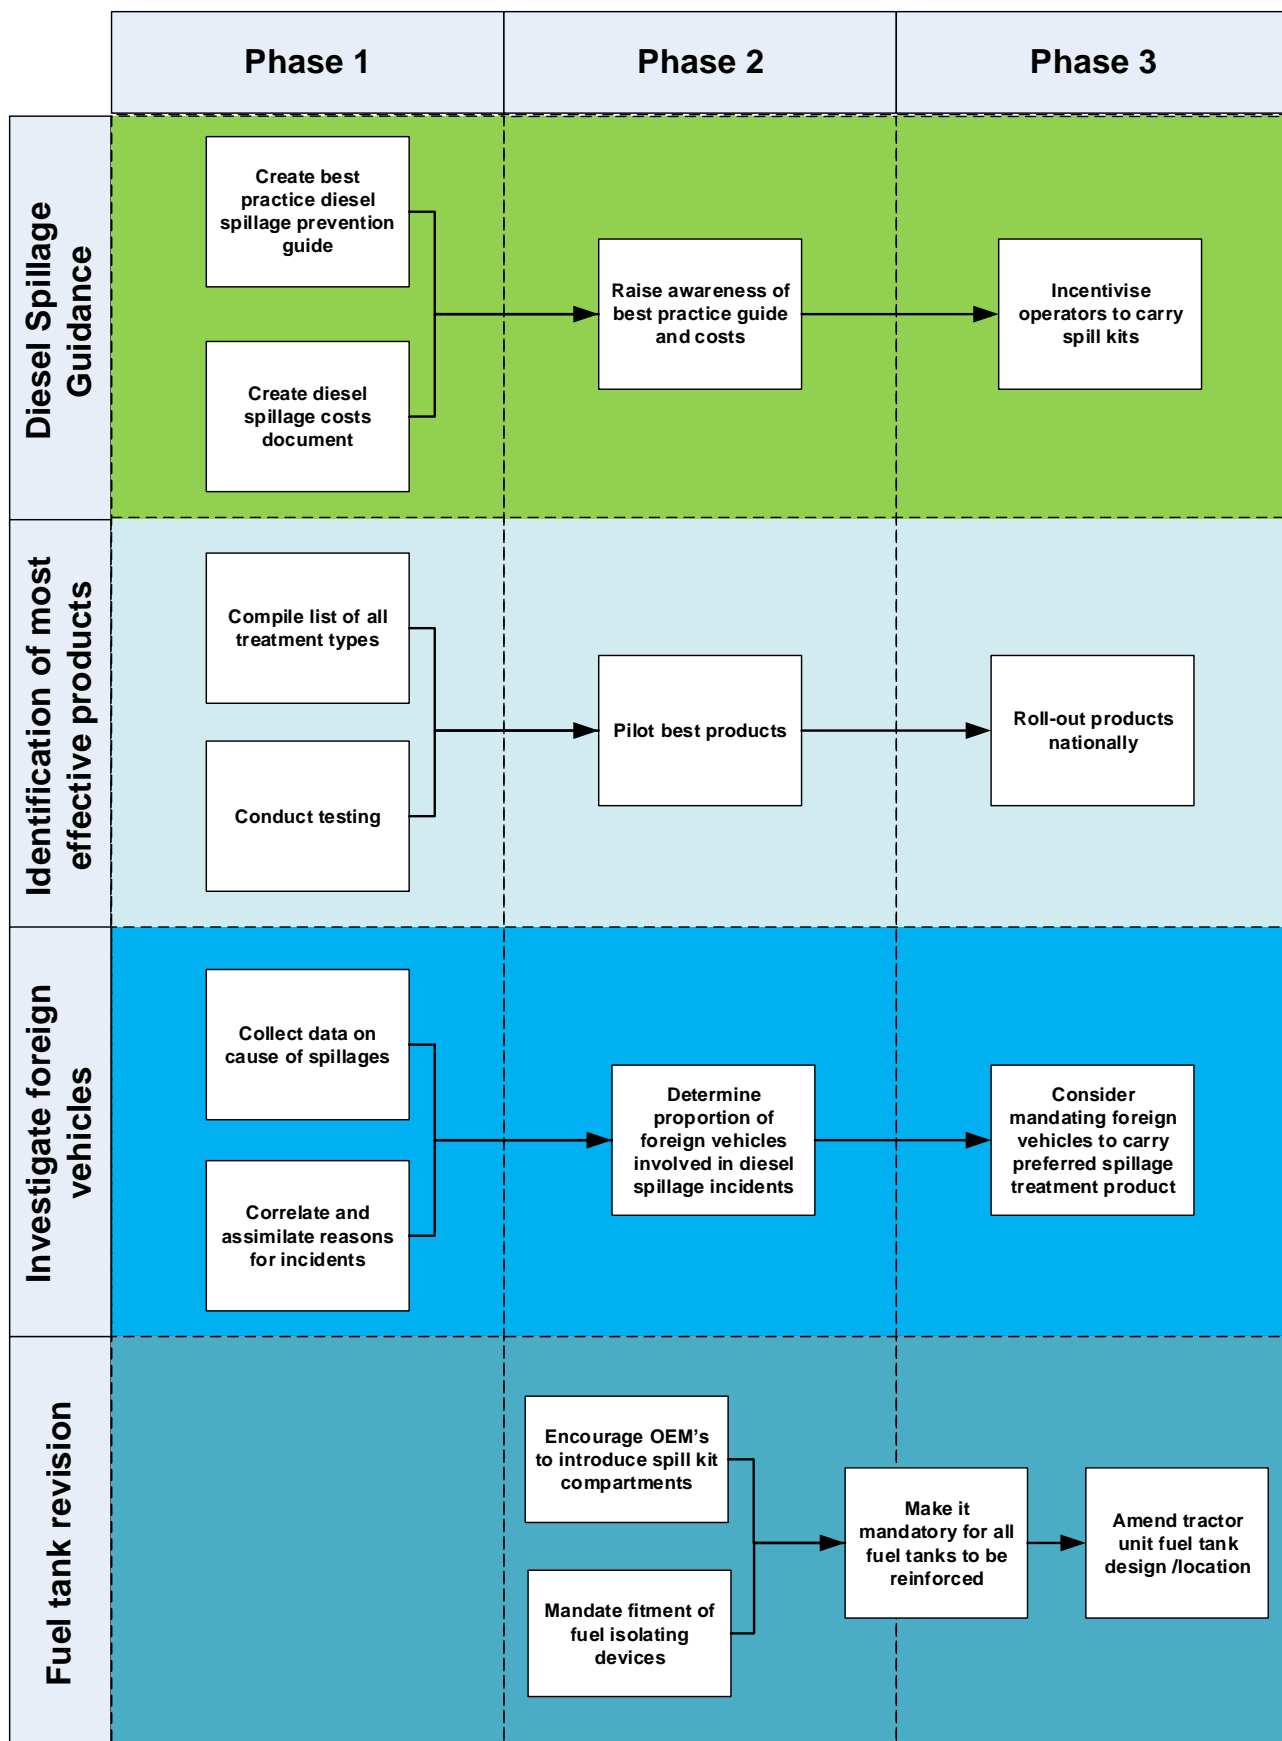 Phase 1
Phase 2
Phase 3
Diesel Spillage
Guidance
Create best
practice diesel
spillage prevention
guide
Create diesel
spillage costs
document
Raise awareness of
best practice guide
and costs
Incentivise
operators to carry
spill kits
Identification of most
effective products
Compile list of all
treatment types
Conduct testing
Pilot best products
Roll-out products
nationally
Investigate foreign
vehicles
Collect data on
cause of spillages
Correlate and
assimilate reasons
for incidents
Determine
proportion of
foreign vehicles
involved in diesel
spillage incidents
Consider
mandating foreign
vehicles to carry
preferred spillage
treatment product
Fuel tank revision
Encourage OEM's
to introduce spill kit
compartments
Mandate fitment of
fuel isolating
devices
Make it
mandatory for all
fuel tanks to be
reinforced
Amend tractor
unit fuel tank
design /location